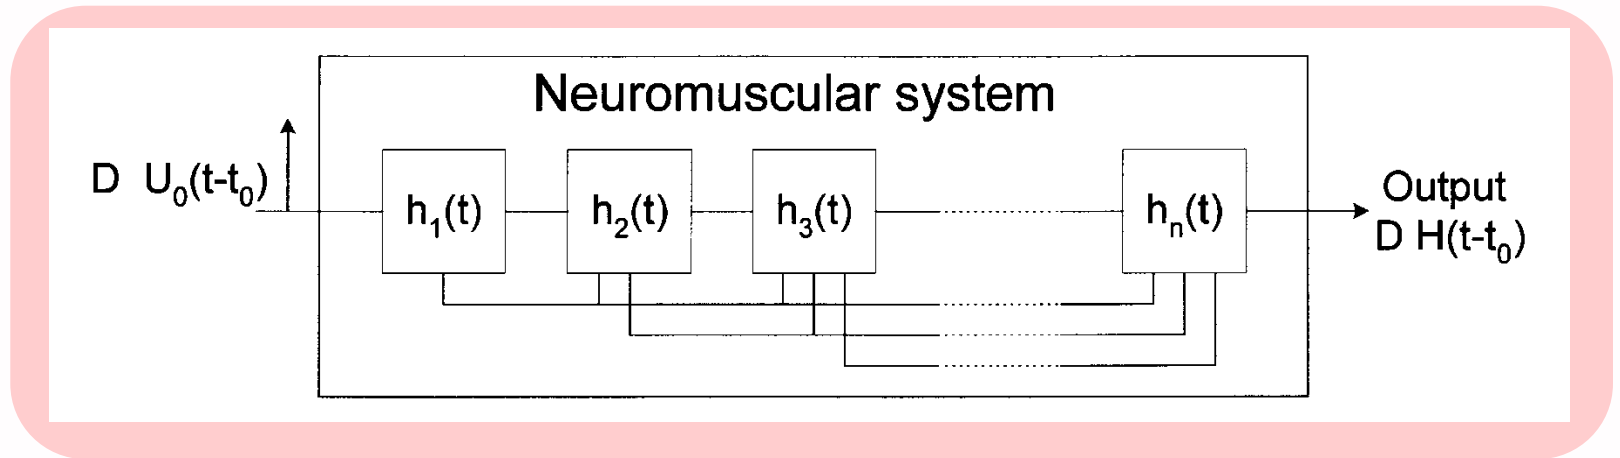 Neuromuscular system
D U₀(t-t₀)
h₁(t)
h₂(t)
h₃(t)
hₙ(t)
Output
D H(t-t₀)